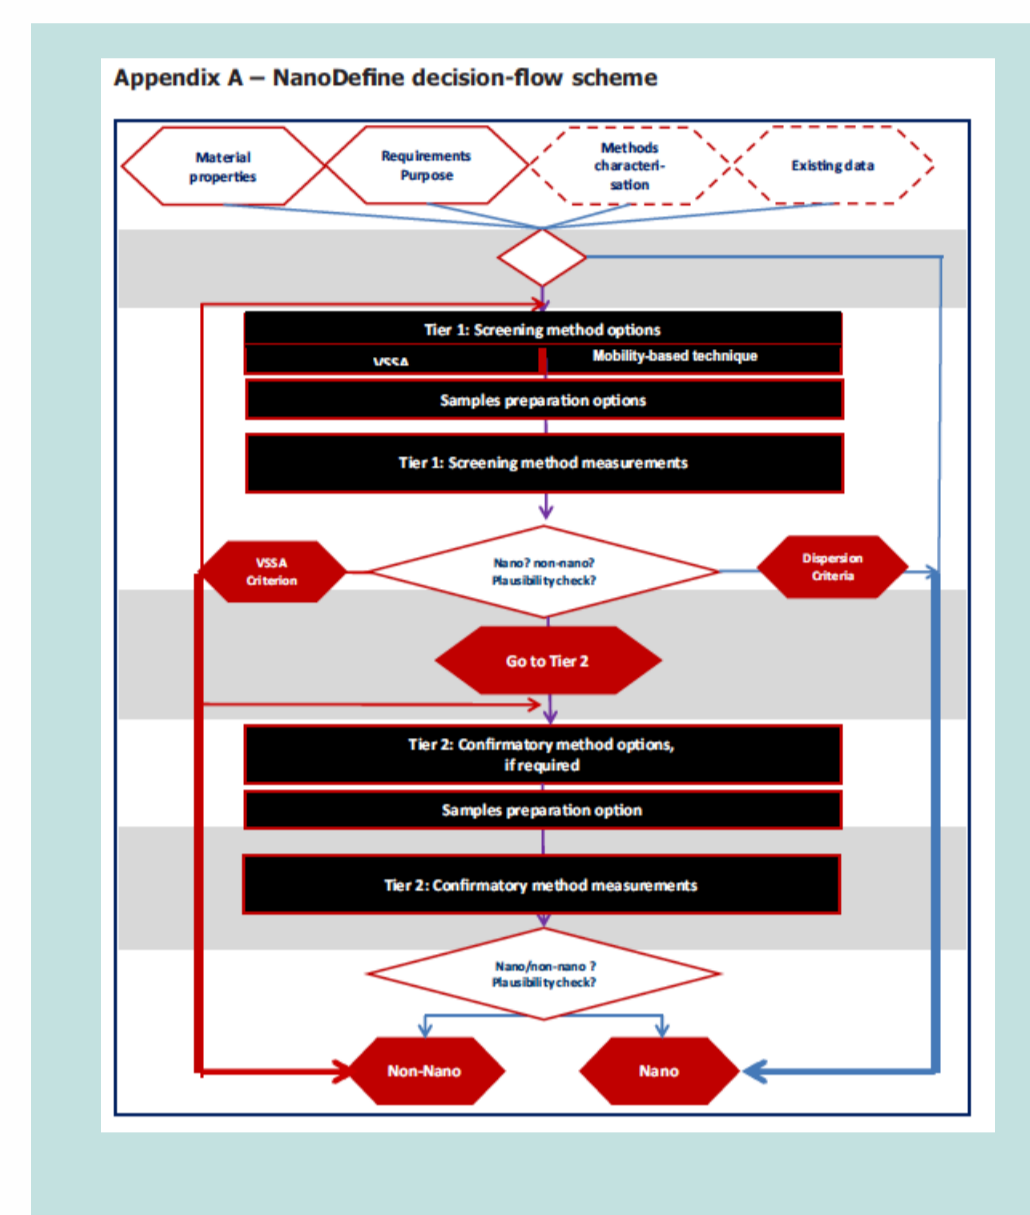 Appendix A – NanoDefine decision-flow scheme
Material
properties
Requirements
Purpose
Methods
characteri-
sation
Existing data
Tier 1: Screening method options
VSSA
Mobility-based technique
Samples preparation options
Tier 1: Screening method measurements
VSSA
Criterion
Nano? non-nano?
Plausibility check?
Dispersion
Criteria
Go to Tier 2
Tier 2: Confirmatory method options,
if required
Samples preparation option
Tier 2: Confirmatory method measurements
Nano/non-nano ?
Plausibility check?
Non-Nano
Nano